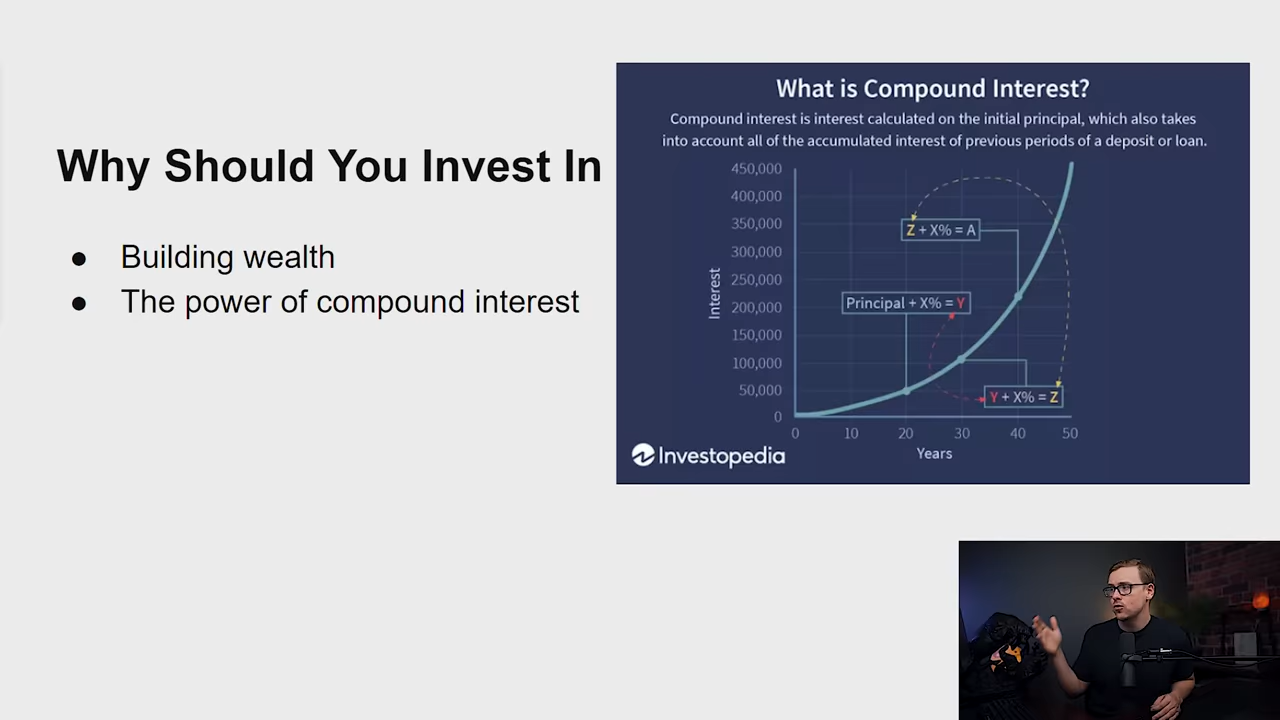 Why Should You Invest In
● Building wealth
● The power of compound interest
What is Compound Interest?
Compound interest is interest calculated on the initial principal, which also takes
into account all of the accumulated interest of previous periods of a deposit or loan.
450,000
400,000
350,000
300,000
250,000
200,000
150,000
100,000
50,000
0
Interest
Z + X% = A
Principal + X% = Y
Y + X% = Z
0 10 20 30 40 50
Years
Investopedia